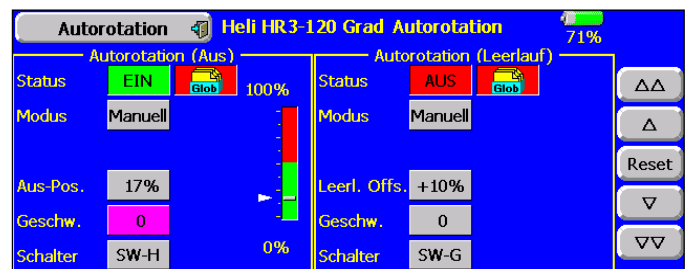 Autorotation Heli HR3-120 Grad Autorotation 71%
Autorotation (Aus) Autorotation (Leerlauf)
Status EIN Glob 100% Status AUS Glob
Modus Manuell Modus Manuell
Reset
Aus-Pos. 17% Leerl. Offs. +10%
Geschw. 0 Geschw. 0
Schalter SW-H 0% Schalter SW-G